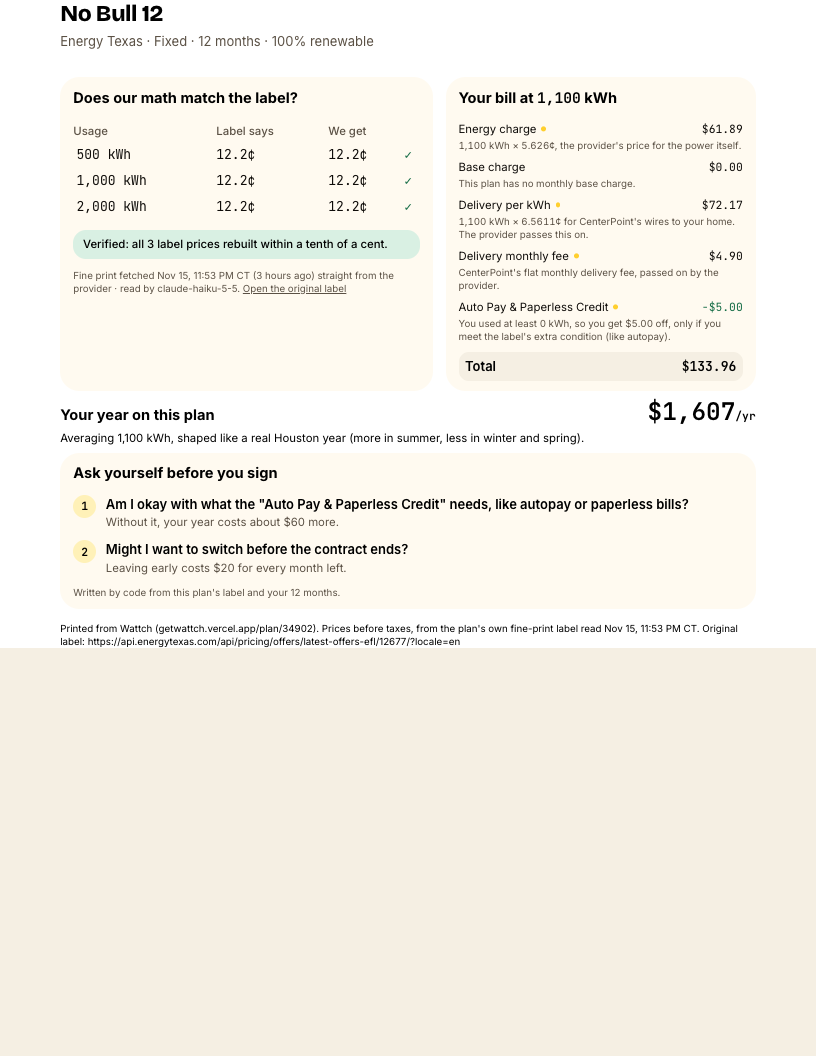 No Bull 12
Energy Texas · Fixed · 12 months · 100% renewable
Does our math match the label?
Usage Label says We get
500 kWh 12.2¢ 12.2¢ ✓
1,000 kWh 12.2¢ 12.2¢ ✓
2,000 kWh 12.2¢ 12.2¢ ✓
Verified: all 3 label prices rebuilt within a tenth of a cent.
Fine print fetched Nov 15, 11:53 PM CT (3 hours ago) straight from the
provider · read by claude-haiku-5-5. Open the original label
Your bill at 1,100 kWh
Energy charge $61.89
1,100 kWh × 5.626¢, the provider's price for the power itself.
Base charge $0.00
This plan has no monthly base charge.
Delivery per kWh $72.17
1,100 kWh × 6.5611¢ for CenterPoint's wires to your home.
The provider passes this on.
Delivery monthly fee $4.90
CenterPoint's flat monthly delivery fee, passed on by the
provider.
Auto Pay & Paperless Credit -$5.00
You used at least 0 kWh, so you get $5.00 off, only if you
meet the label's extra condition (like autopay).
Total $133.96
Your year on this plan $1,607/yr
Averaging 1,100 kWh, shaped like a real Houston year (more in summer, less in winter and spring).
Ask yourself before you sign
1 Am I okay with what the "Auto Pay & Paperless Credit" needs, like autopay or paperless bills?
Without it, your year costs about $60 more.
2 Might I want to switch before the contract ends?
Leaving early costs $20 for every month left.
Written by code from this plan's label and your 12 months.
Printed from Wattch (getwattch.vercel.app/plan/34902). Prices before taxes, from the plan's own fine-print label read Nov 15, 11:53 PM CT. Original
label: https://api.energytexas.com/api/pricing/offers/latest-offers-efl/12677/?locale=en